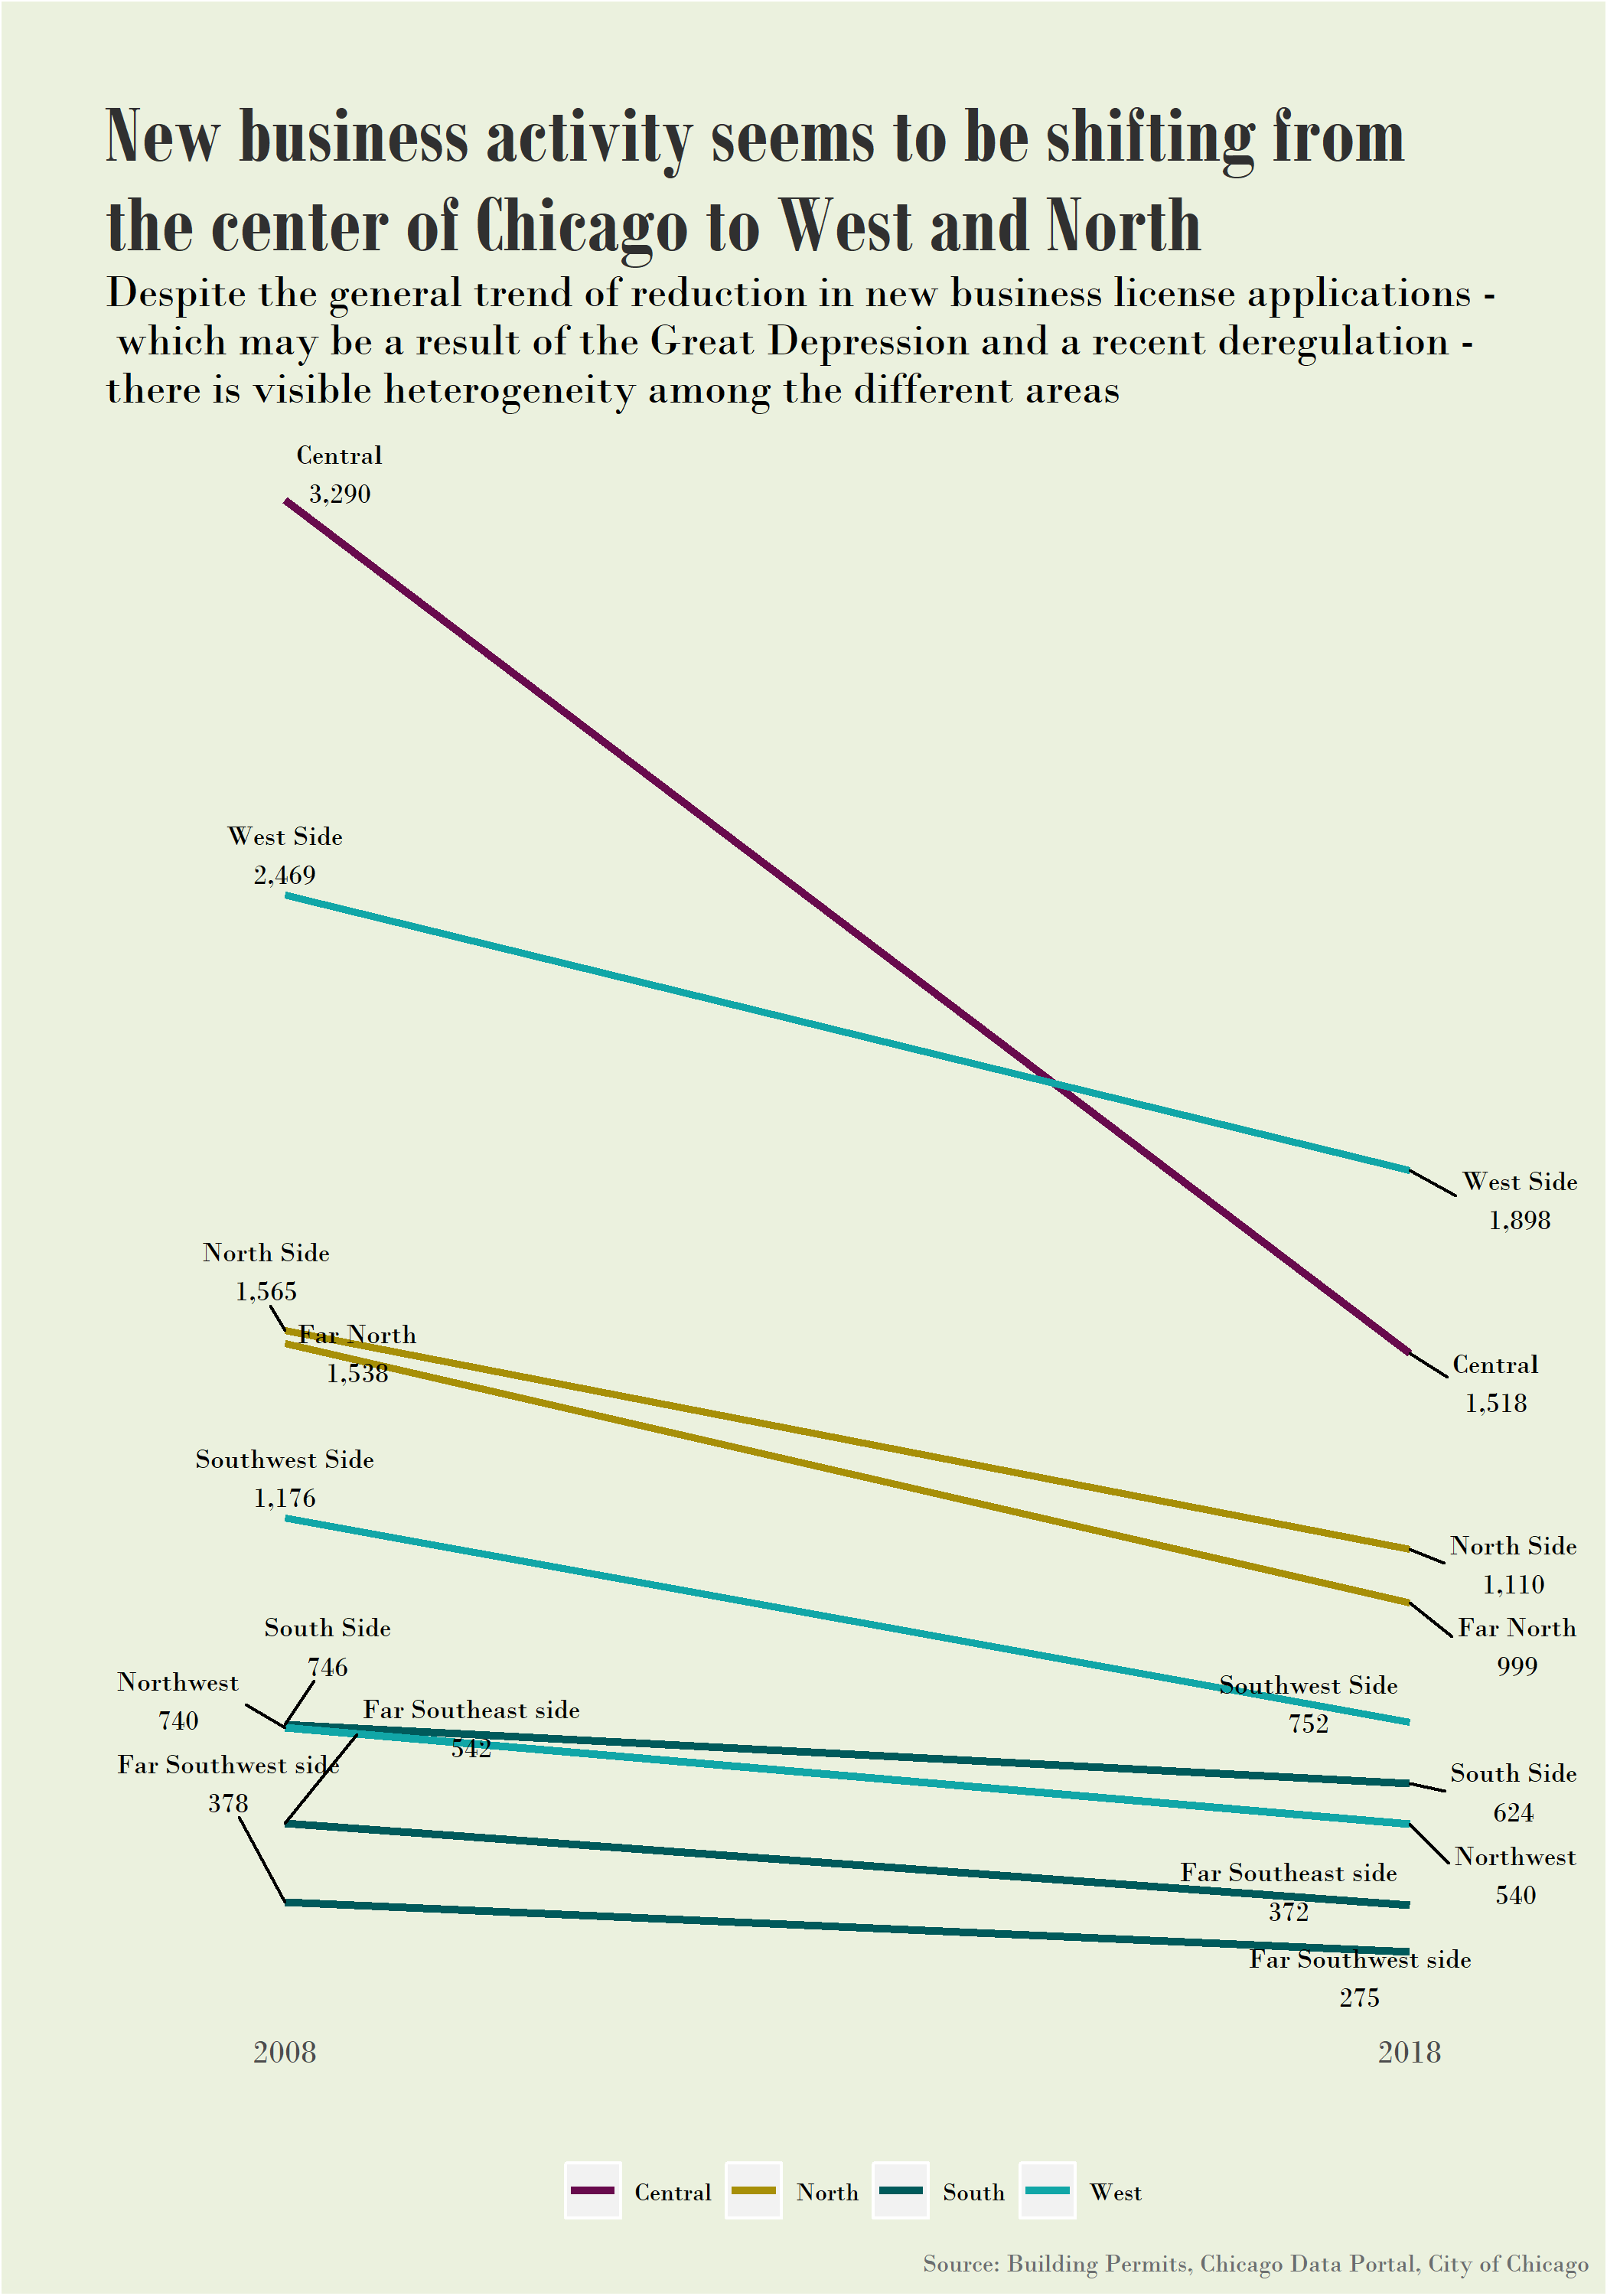 New business activity seems to be shifting from
the center of Chicago to West and North
Despite the general trend of reduction in new business license applications -
which may be a result of the Great Depression and a recent deregulation -
there is visible heterogeneity among the different areas
Central
3,290
West Side
2,469
West Side
1,898
North Side
1,565
Far North
1,538
Central
1,518
Southwest Side
1,176
North Side
1,110
Far North
999
South Side
746
Northwest
740
Far Southeast side
542
Far Southwest side
378
Southwest Side
752
South Side
624
Northwest
540
Far Southeast side
372
Far Southwest side
275
2008
2018
Central
North
South
West
Source: Building Permits, Chicago Data Portal, City of Chicago